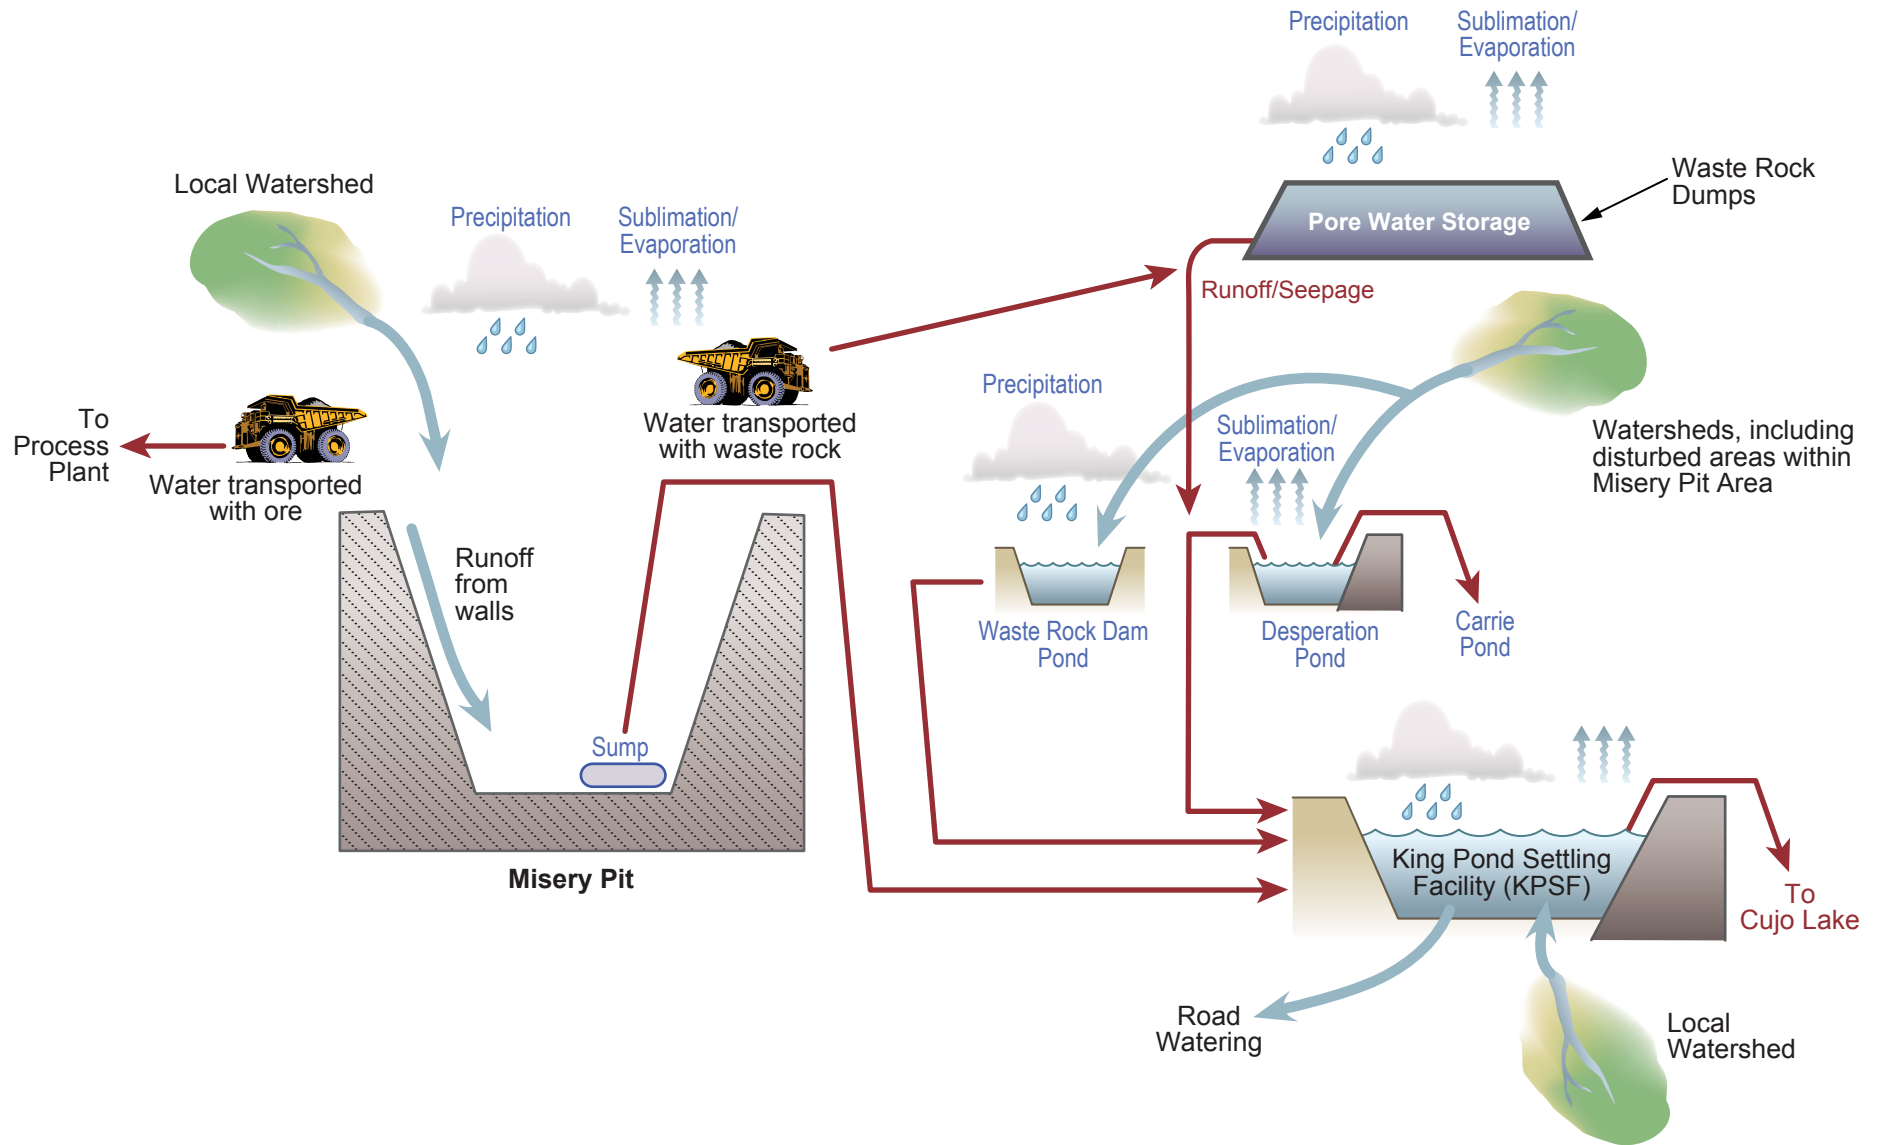 Precipitation
Sublimation/
Evaporation
Waste Rock
Dumps
Pore Water Storage
Runoff/Seepage
Local Watershed
Precipitation
Sublimation/
Evaporation
To
Process
Plant
Water transported
with ore
Water transported
with waste rock
Precipitation
Sublimation/
Evaporation
Watersheds, including
disturbed areas within
Misery Pit Area
Runoff
from
walls
Waste Rock Dam
Pond
Desperation
Pond
Carrie
Pond
Sump
Misery Pit
King Pond Settling
Facility (KPSF)
To
Cujo Lake
Road
Watering
Local
Watershed